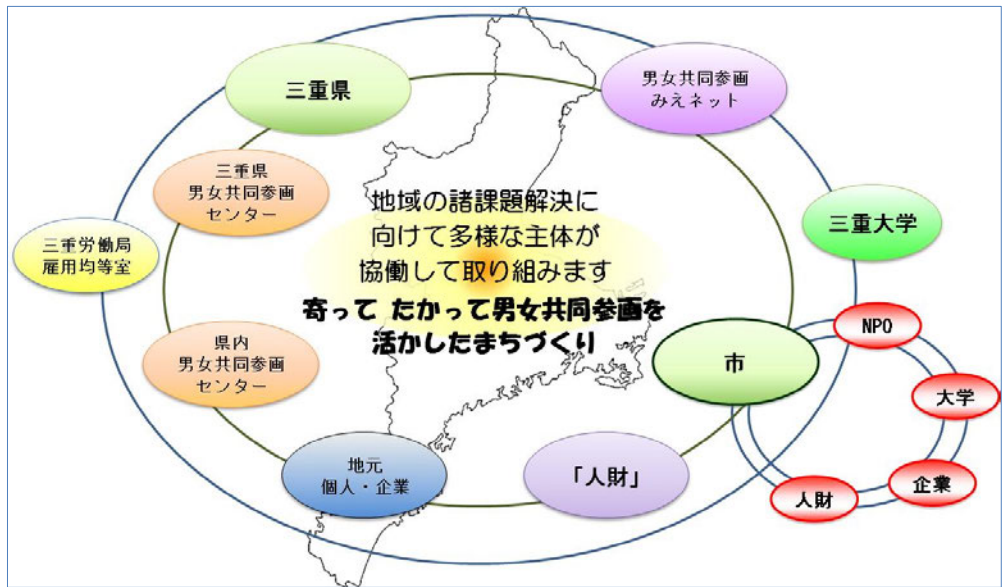 三重県
男女共同参画
みえネット
三重県
男女共同参画
センター
地域の諸課題解決に
向けて多様な主体が
協働して取り組みます
寄って たかって男女共同参画を
活かしたまちづくり
三重大学
三重労働局
雇用均等室
県内
男女共同参画
センター
市
NPO
大学
企業
人財
地元
個人・企業
「人財」